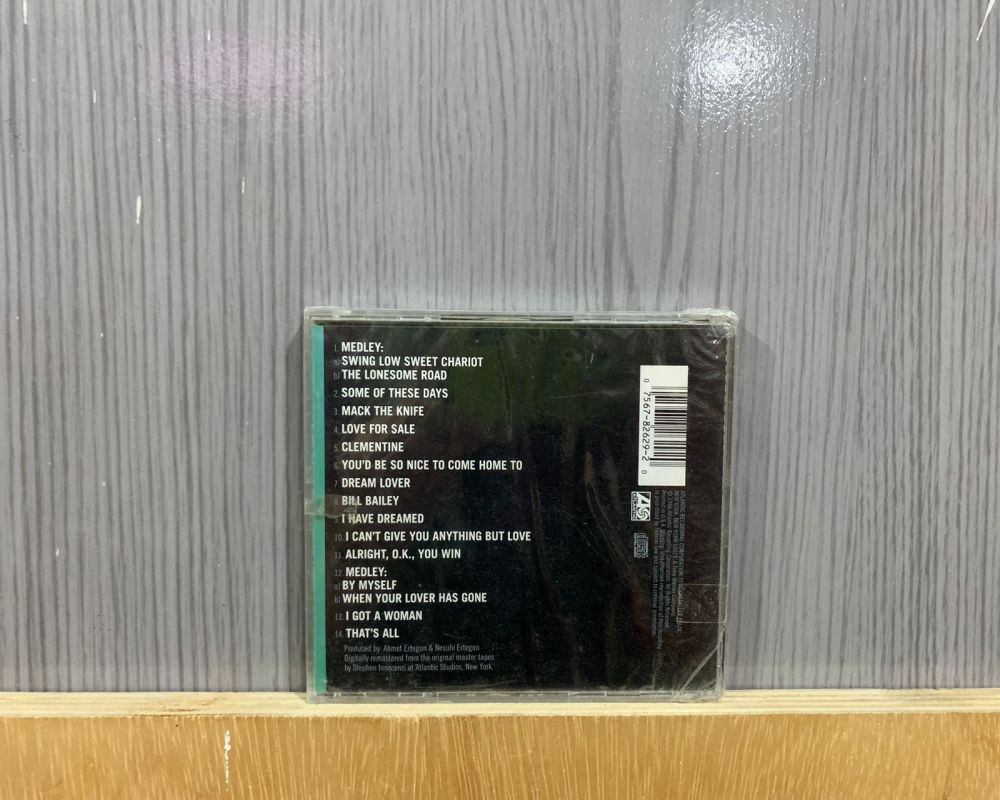 1. MEDLEY:
a) SWING LOW SWEET CHARIOT
b) THE LONESOME ROAD
2. SOME OF THESE DAYS
3. MACK THE KNIFE
4. LOVE FOR SALE
5. CLEMENTINE
6. YOU'D BE SO NICE TO COME HOME TO
7. DREAM LOVER
8. BILL BAILEY
9. I HAVE DREAMED
10. I CAN'T GIVE YOU ANYTHING BUT LOVE
11. ALRIGHT, O.K., YOU WIN
12. MEDLEY:
a) BY MYSELF
b) WHEN YOUR LOVER HAS GONE
13. I GOT A WOMAN
14. THAT'S ALL
Produced by: Ahmet Ertegun & Nesuhi Ertegun
Digitally remastered from the original master tapes
by Stephen Innocenzi at Atlantic Studios, New York
0 7567-82629-2 0